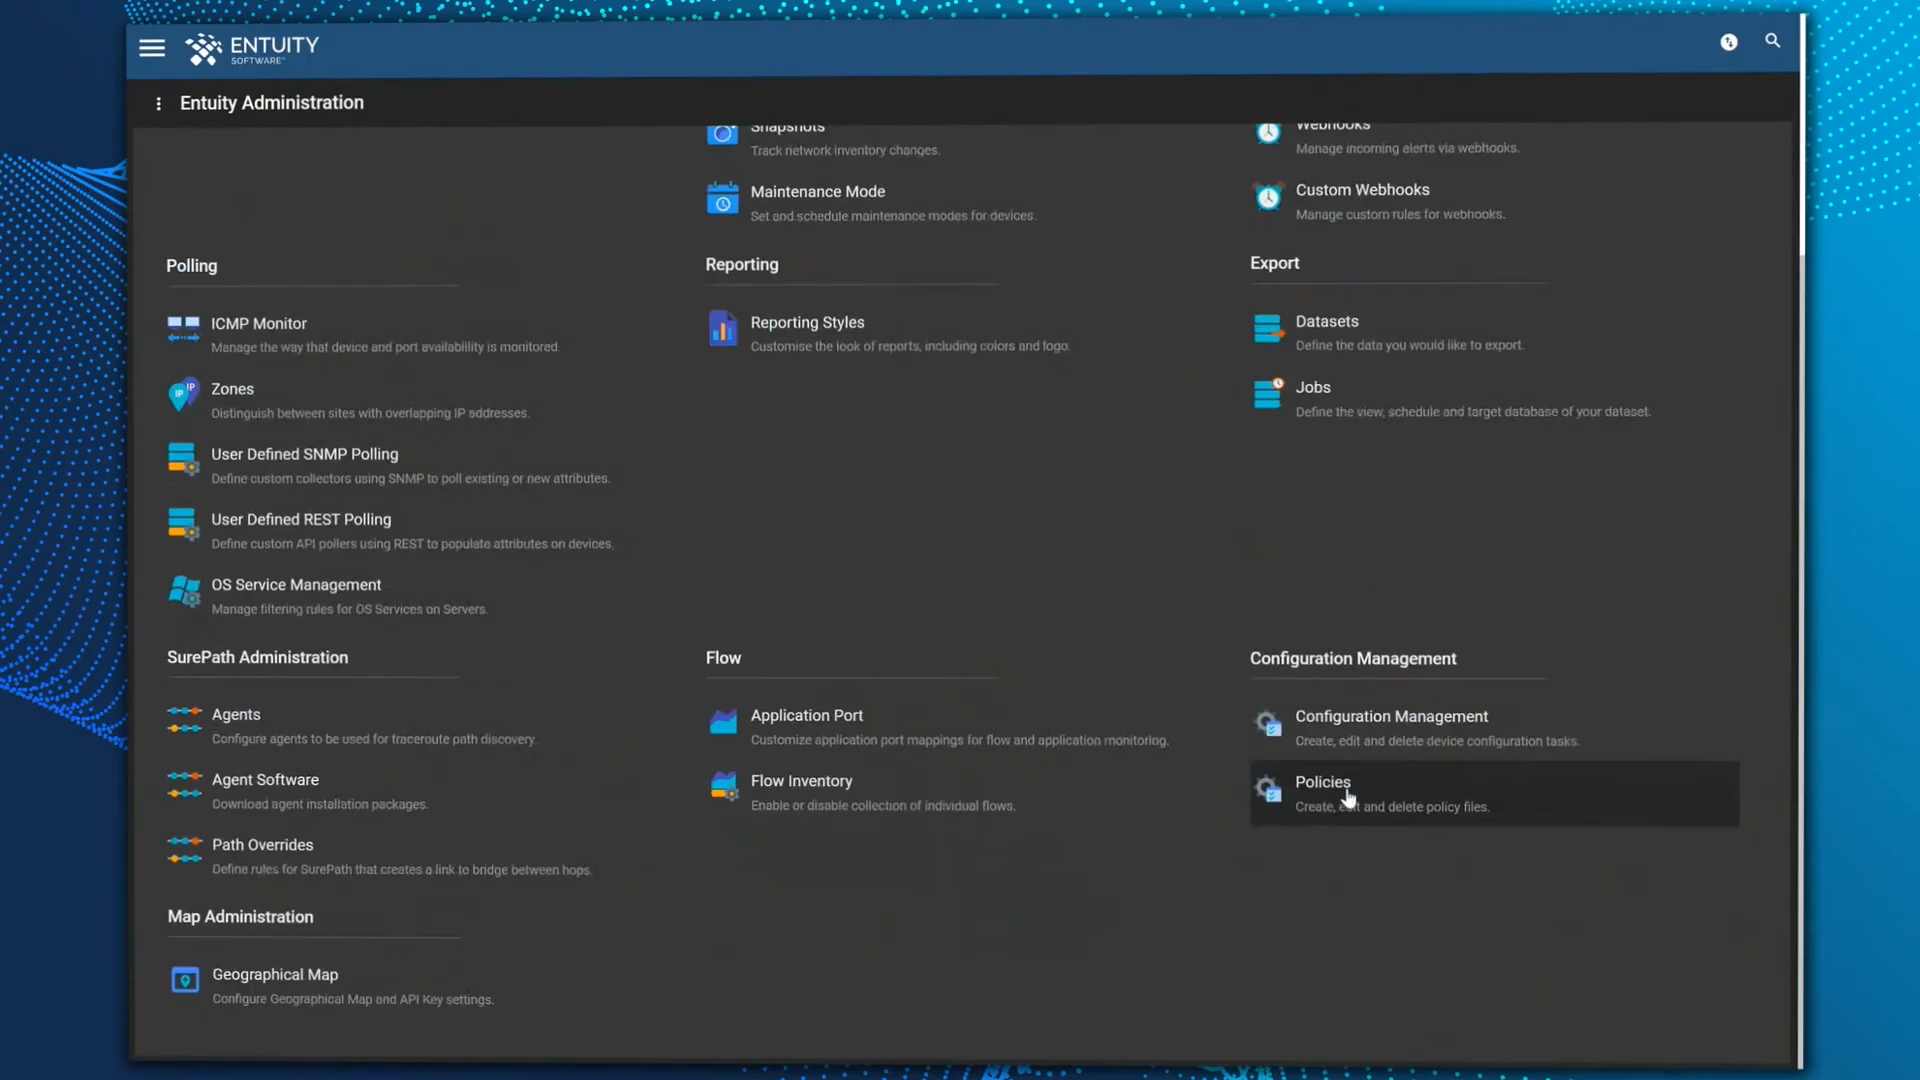 ENTUITY
SOFTWARE™
Entuity Administration
Snapshots
Track network inventory changes.
Maintenance Mode
Set and schedule maintenance modes for devices.
Webhooks
Manage incoming alerts via webhooks.
Custom Webhooks
Manage custom rules for webhooks.
Polling
ICMP Monitor
Manage the way that device and port availability is monitored.
Zones
Distinguish between sites with overlapping IP addresses.
User Defined SNMP Polling
Define custom collectors using SNMP to poll existing or new attributes.
User Defined REST Polling
Define custom API pollers using REST to populate attributes on devices.
OS Service Management
Manage filtering rules for OS Services on Servers.
Reporting
Reporting Styles
Customise the look of reports, including colors and logo.
Export
Datasets
Define the data you would like to export.
Jobs
Define the view, schedule and target database of your dataset.
SurePath Administration
Agents
Configure agents to be used for traceroute path discovery.
Agent Software
Download agent installation packages.
Path Overrides
Define rules for SurePath that creates a link to bridge between hops.
Flow
Application Port
Customize application port mappings for flow and application monitoring.
Flow Inventory
Enable or disable collection of individual flows.
Configuration Management
Configuration Management
Create, edit and delete device configuration tasks.
Policies
Create, edit and delete policy files.
Map Administration
Geographical Map
Configure Geographical Map and API Key settings.